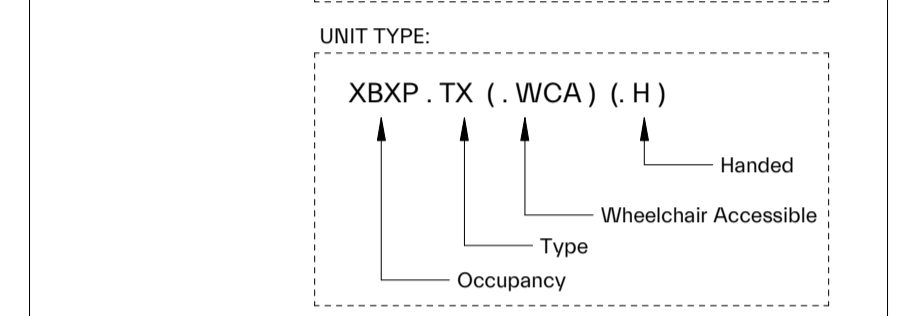 UNIT TYPE:
XBXP . TX ( . WCA ) (. H )
Handed
Wheelchair Accessible
Type
Occupancy